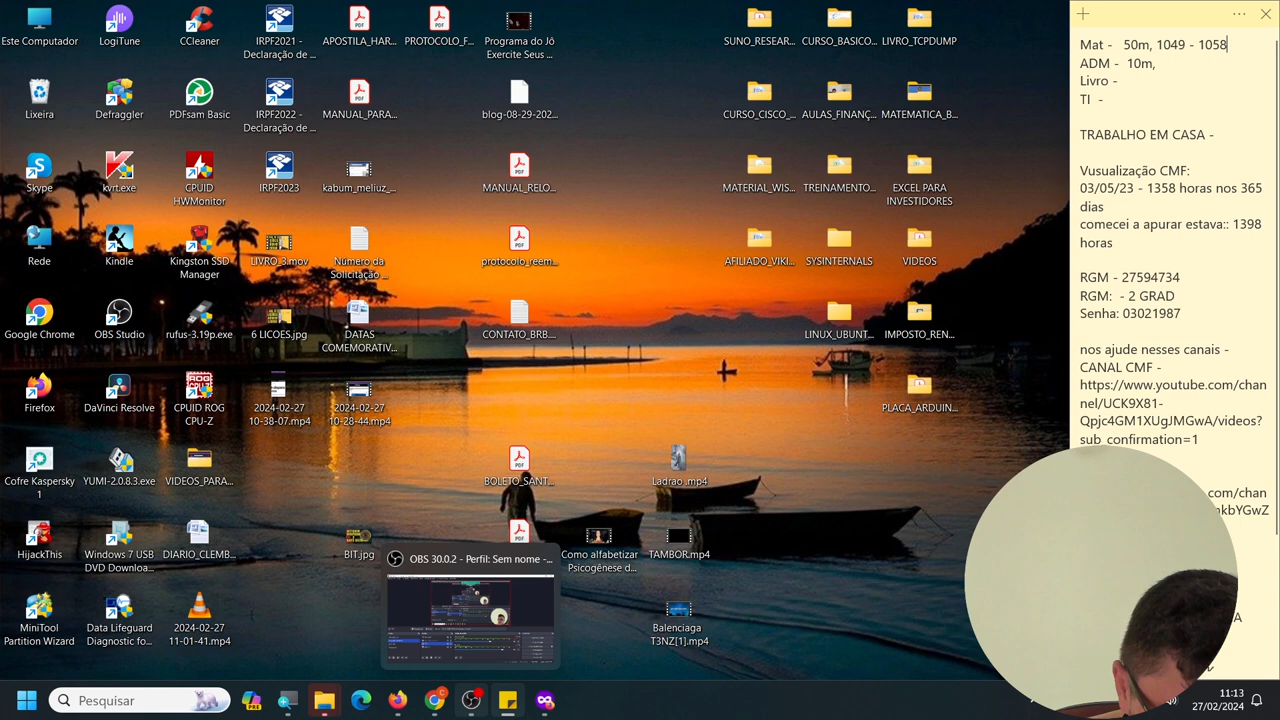 Este Computador
LogiTune
CCleaner
IRPF2021 -
Declaração de ...
APOSTILA_HAR...
PROTOCOLO_F...
Programa do Jô
Exercite Seus ...
SUNO_RESEAR...
CURSO_BASICO...
LIVRO_TCPDUMP
Lixeira
Defraggler
PDFsam Basic
IRPF2022 -
Declaração de ...
MANUAL_PARA...
blog-08-29-202...
CURSO_CISCO_...
AULAS_FINANÇ...
MATEMATICA_B...
Skype
kvrt.exe
CPUID
HWMonitor
IRPF2023
kabum_meliuz_...
MANUAL_RELO...
MATERIAL_WIS...
TREINAMENTO...
EXCEL PARA
INVESTIDORES
Rede
Kindle
Kingston SSD
Manager
LIVRO_3.mov
Número da
Solicitação ...
protocolo_reem...
AFILIADO_VIKI...
SYSINTERNALS
VIDEOS
Google Chrome
OBS Studio
rufus-3.19p.exe
6 LICOES.jpg
DATAS
COMEMORATIV...
CONTATO_BRB....
LINUX_UBUNT...
IMPOSTO_REN...
Firefox
DaVinci Resolve
CPUID ROG
CPU-Z
2024-02-27
10-38-07.mp4
2024-02-27
10-28-44.mp4
PLACA_ARDUIN...
Cofre Kaspersky
1
YUMI-2.0.8.3.exe
VIDEOS_PARA...
BOLETO_SANT...
Ladrao .mp4
HijackThis
Windows 7 USB
DVD Downloa...
DIARIO_CLEMB...
BIT.jpg
Como alfabetizar
Psicogênese d...
TAMBOR.mp4
OBS 30.0.2 - Perfil: Sem nome -...
MiniTool
Partition Wizard
Data Lifeguard
Diagnostic fo...
2024-02-27
11-01-41.mp4
Balenciaga
T3NZ[1].mp4
Mat -   50m, 1049 - 1058
ADM -  10m,
Livro -
TI  -
TRABALHO EM CASA -
Vusualização CMF:
03/05/23 - 1358 horas nos 365
dias
comecei a apurar estava:: 1398
horas
RGM - 27594734
RGM:  - 2 GRAD
Senha: 03021987
nos ajude nesses canais -
CANAL CMF -
https://www.youtube.com/chan
nel/UCK9X81-
Qpjc4GM1XUgJMGwA/videos?
sub_confirmation=1
.com/chan
kbYGwZ
A
Pesquisar
PRE
11:13
27/02/2024